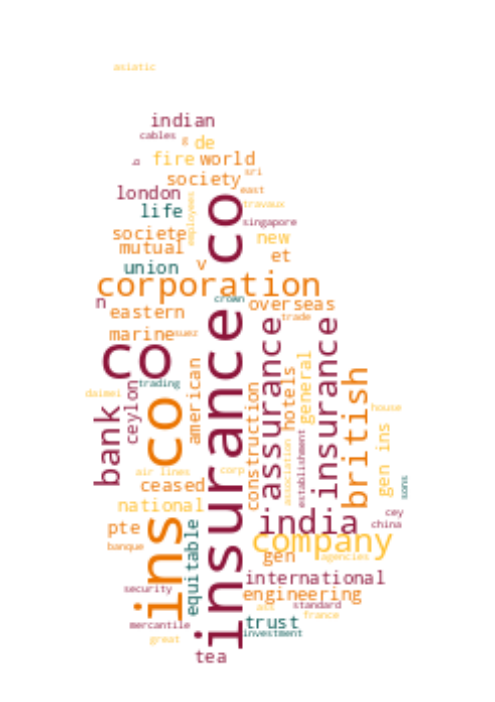 asiatic
indian
cables
g
de
fire
world
sri
society
east
london
employees
travaux
life
singapore
societe
new
mutual
et
union
v
corporation
n
crown
overseas
eastern
trade
marine
suez
co
insurance co
ins co
assurance
insurance
trading
american
general
hotels
british
daimei
ceylon
bank
construction
house
gen ins
association
establishment
air lines
corp
ceased
sons
national
cey
india
china
pte
company
banque
equitable
gen
agencies
international
security
engineering
ass
standard
france
mercantile
trust
investment
great
tea